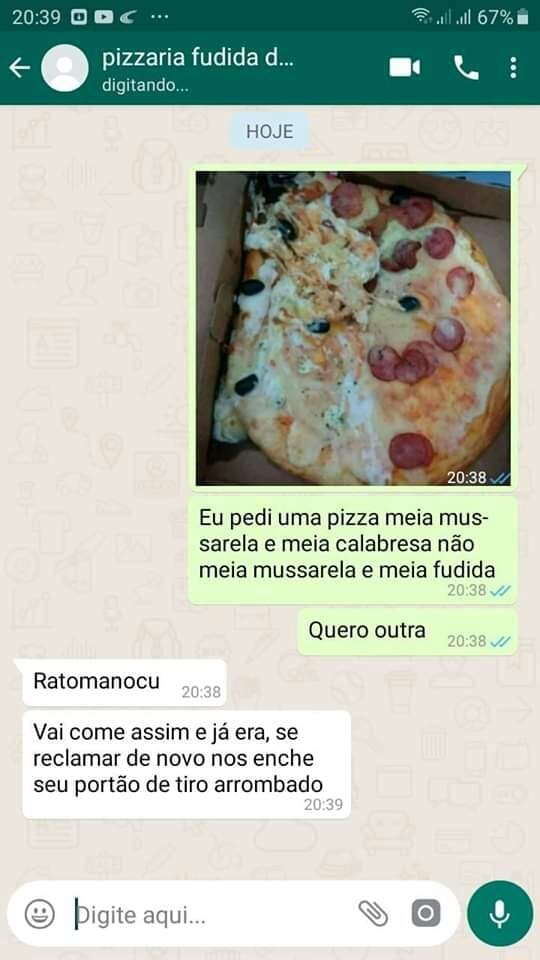 20:39 67%
pizzaria fudida d...
digitando...
HOJE
20:38
Eu pedi uma pizza meia mus-
sarela e meia calabresa não
meia mussarela e meia fudida
20:38
Quero outra 20:38
Ratomanocu 20:38
Vai come assim e já era, se
reclamar de novo nos enche
seu portão de tiro arrombado
20:39
Digite aqui...